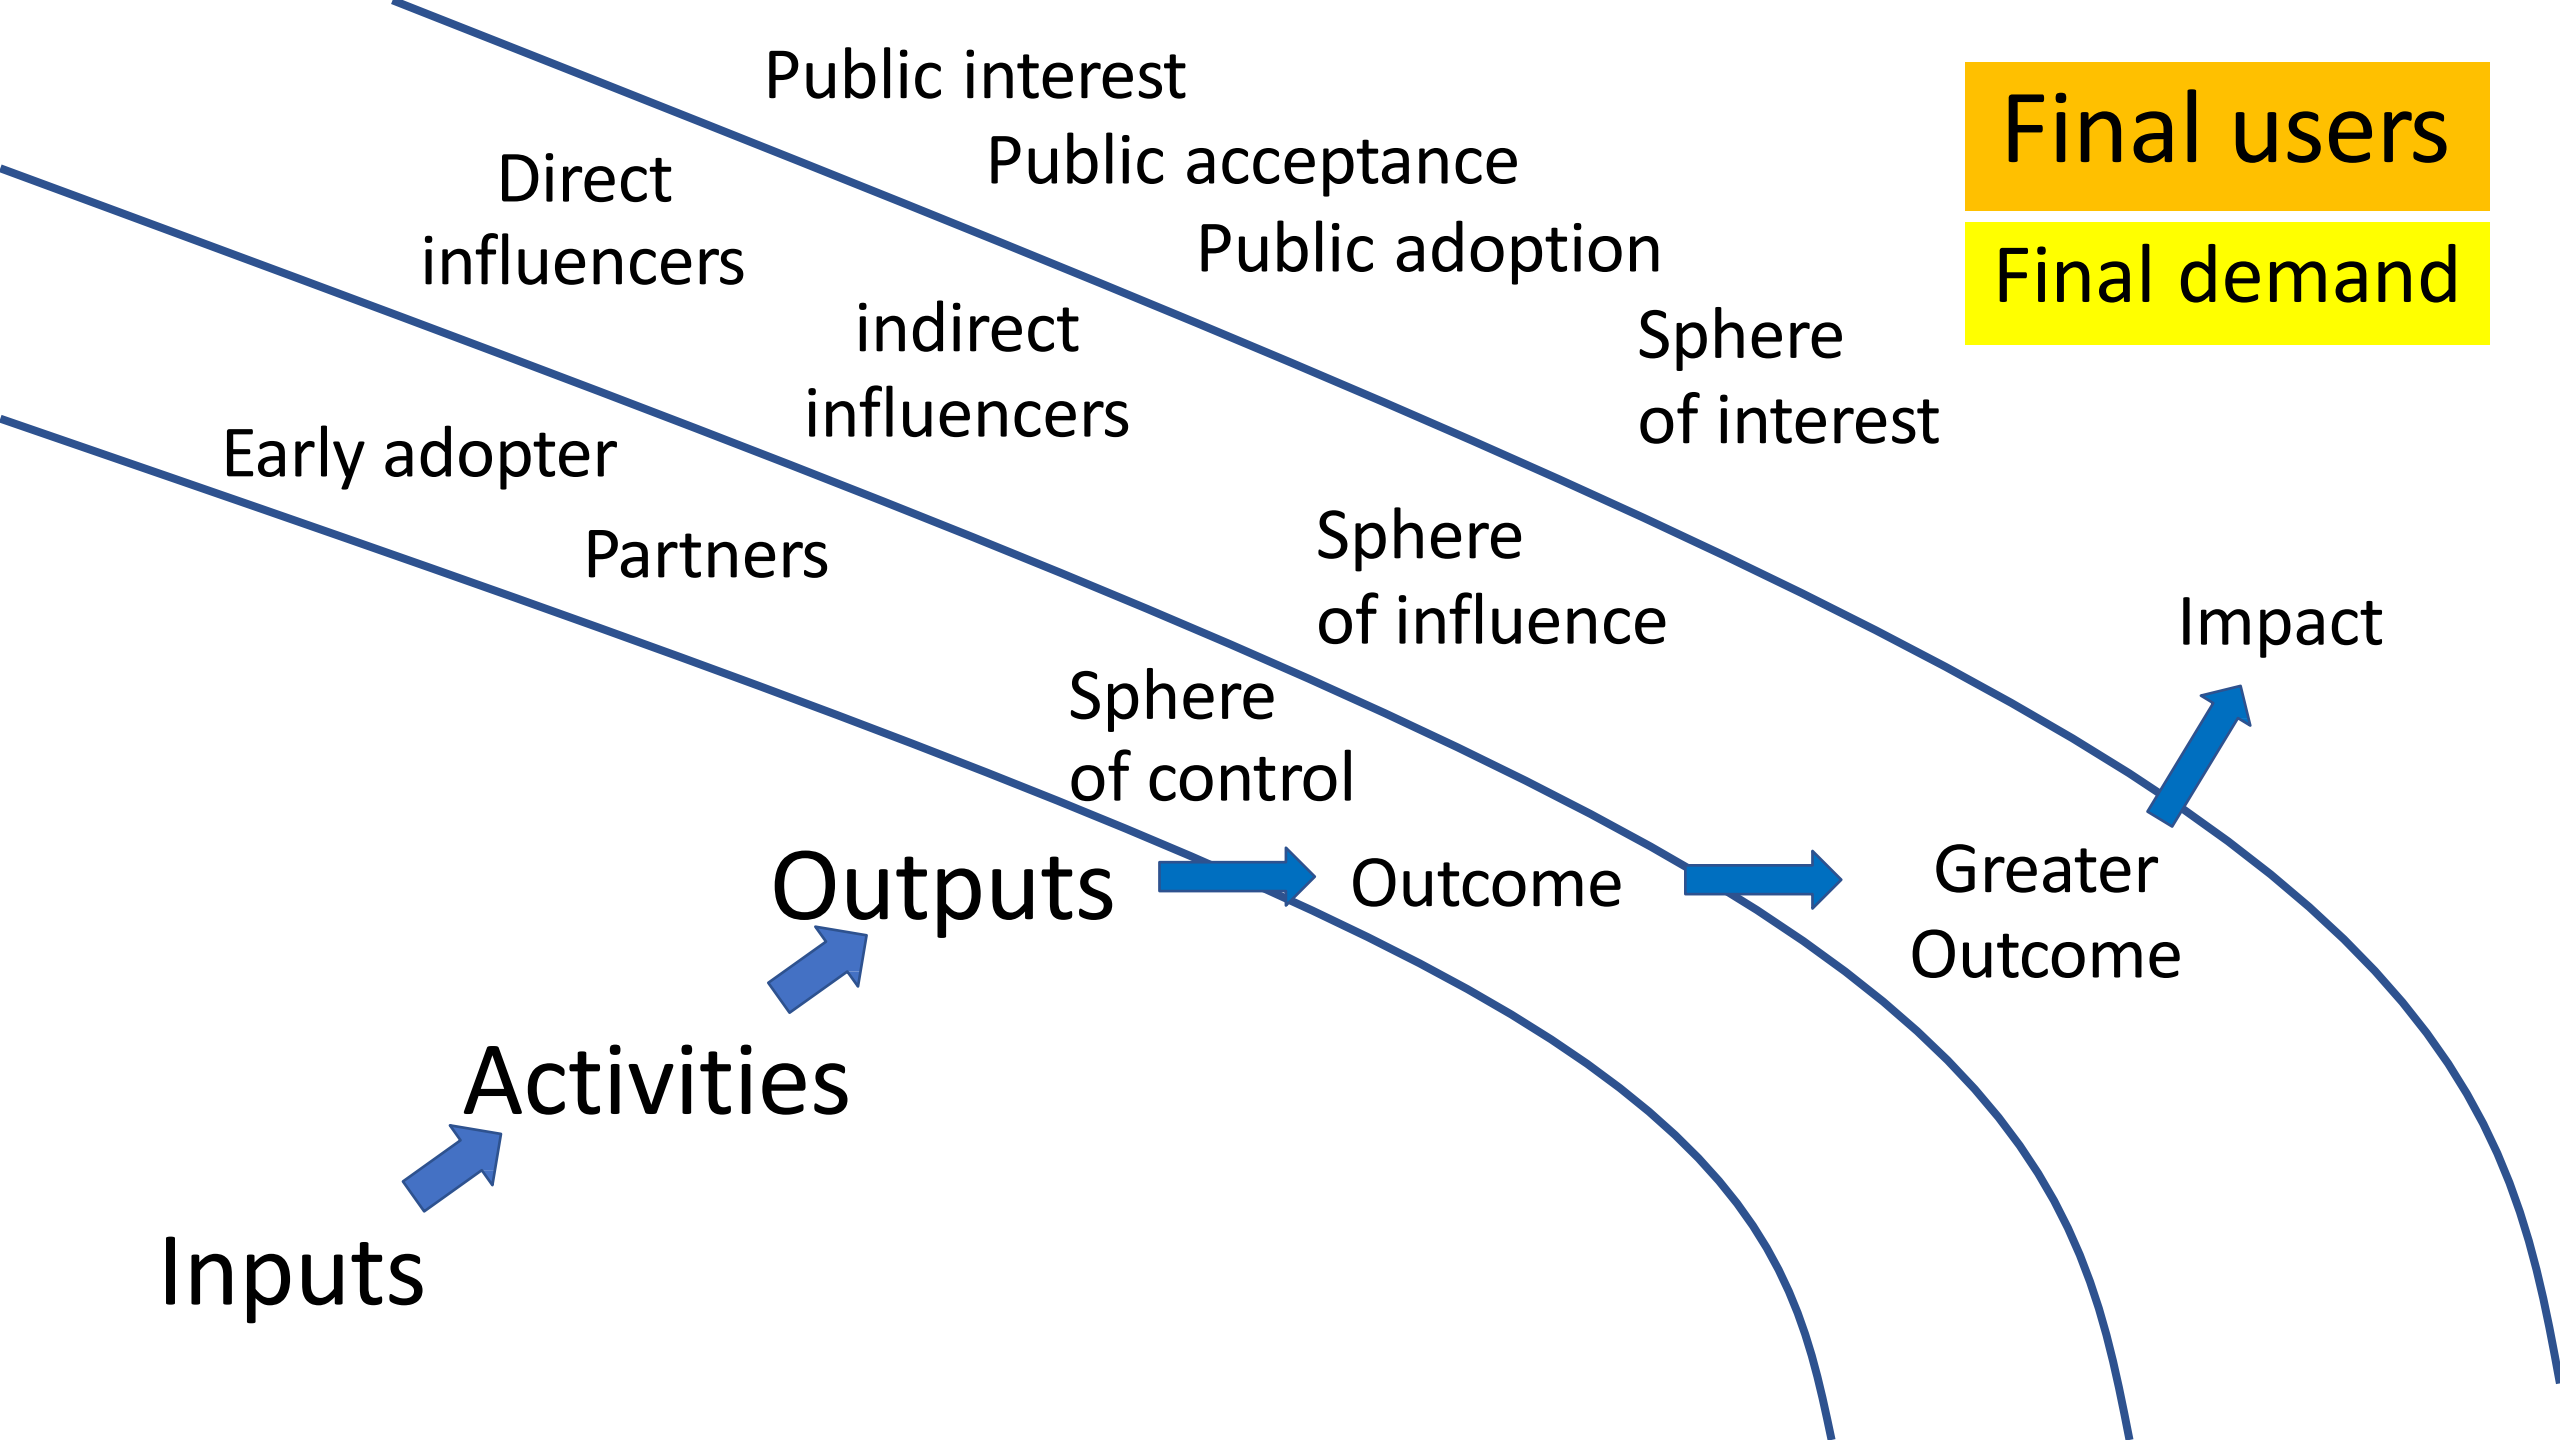 Public interest
Public acceptance
Public adoption
Final users
Final demand
Direct
influencers
indirect
influencers
Sphere
of interest
Early adopter
Partners
Sphere
of influence
Impact
Sphere
of control
Outputs
Outcome
Greater
Outcome
Activities
Inputs